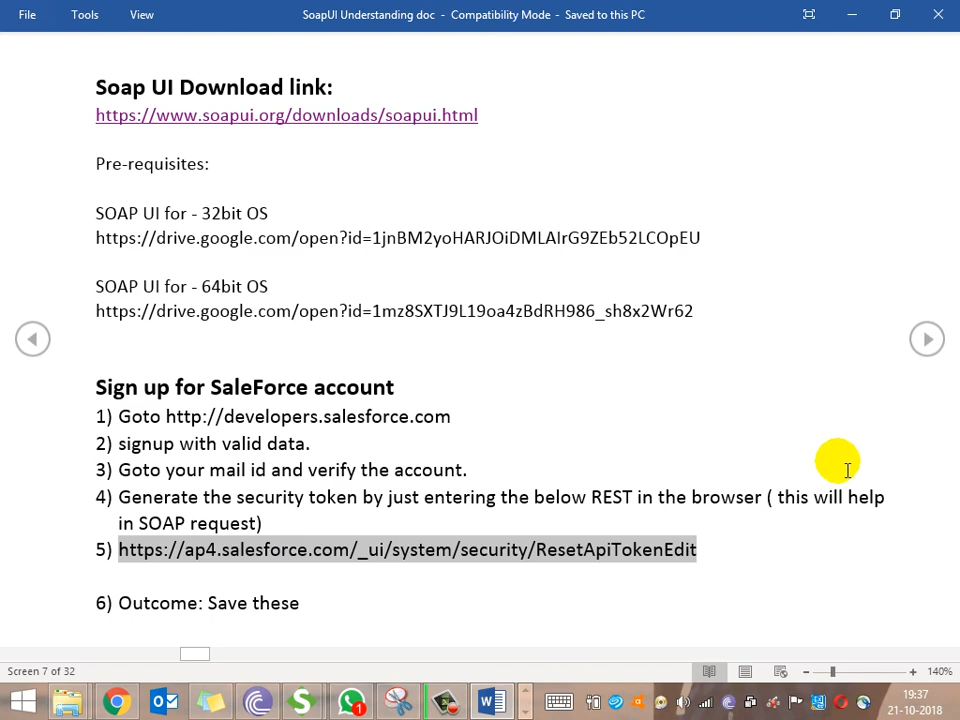 File Tools View SoapUI Understanding doc - Compatibility Mode - Saved to this PC
Soap UI Download link:
https://www.soapui.org/downloads/soapui.html
Pre-requisites:
SOAP UI for - 32bit OS
https://drive.google.com/open?id=1jnBM2yoHARJOiDMLAIrG9ZEb52LCOpEU
SOAP UI for - 64bit OS
https://drive.google.com/open?id=1mz8SXTJ9L19oa4zBdRH986_sh8x2Wr62
Sign up for SaleForce account
1) Goto http://developers.salesforce.com
2) signup with valid data.
3) Goto your mail id and verify the account.
4) Generate the security token by just entering the below REST in the browser ( this will help
in SOAP request)
5) https://ap4.salesforce.com/_ui/system/security/ResetApiTokenEdit
6) Outcome: Save these
Screen 7 of 32 140%
19:37
21-10-2018